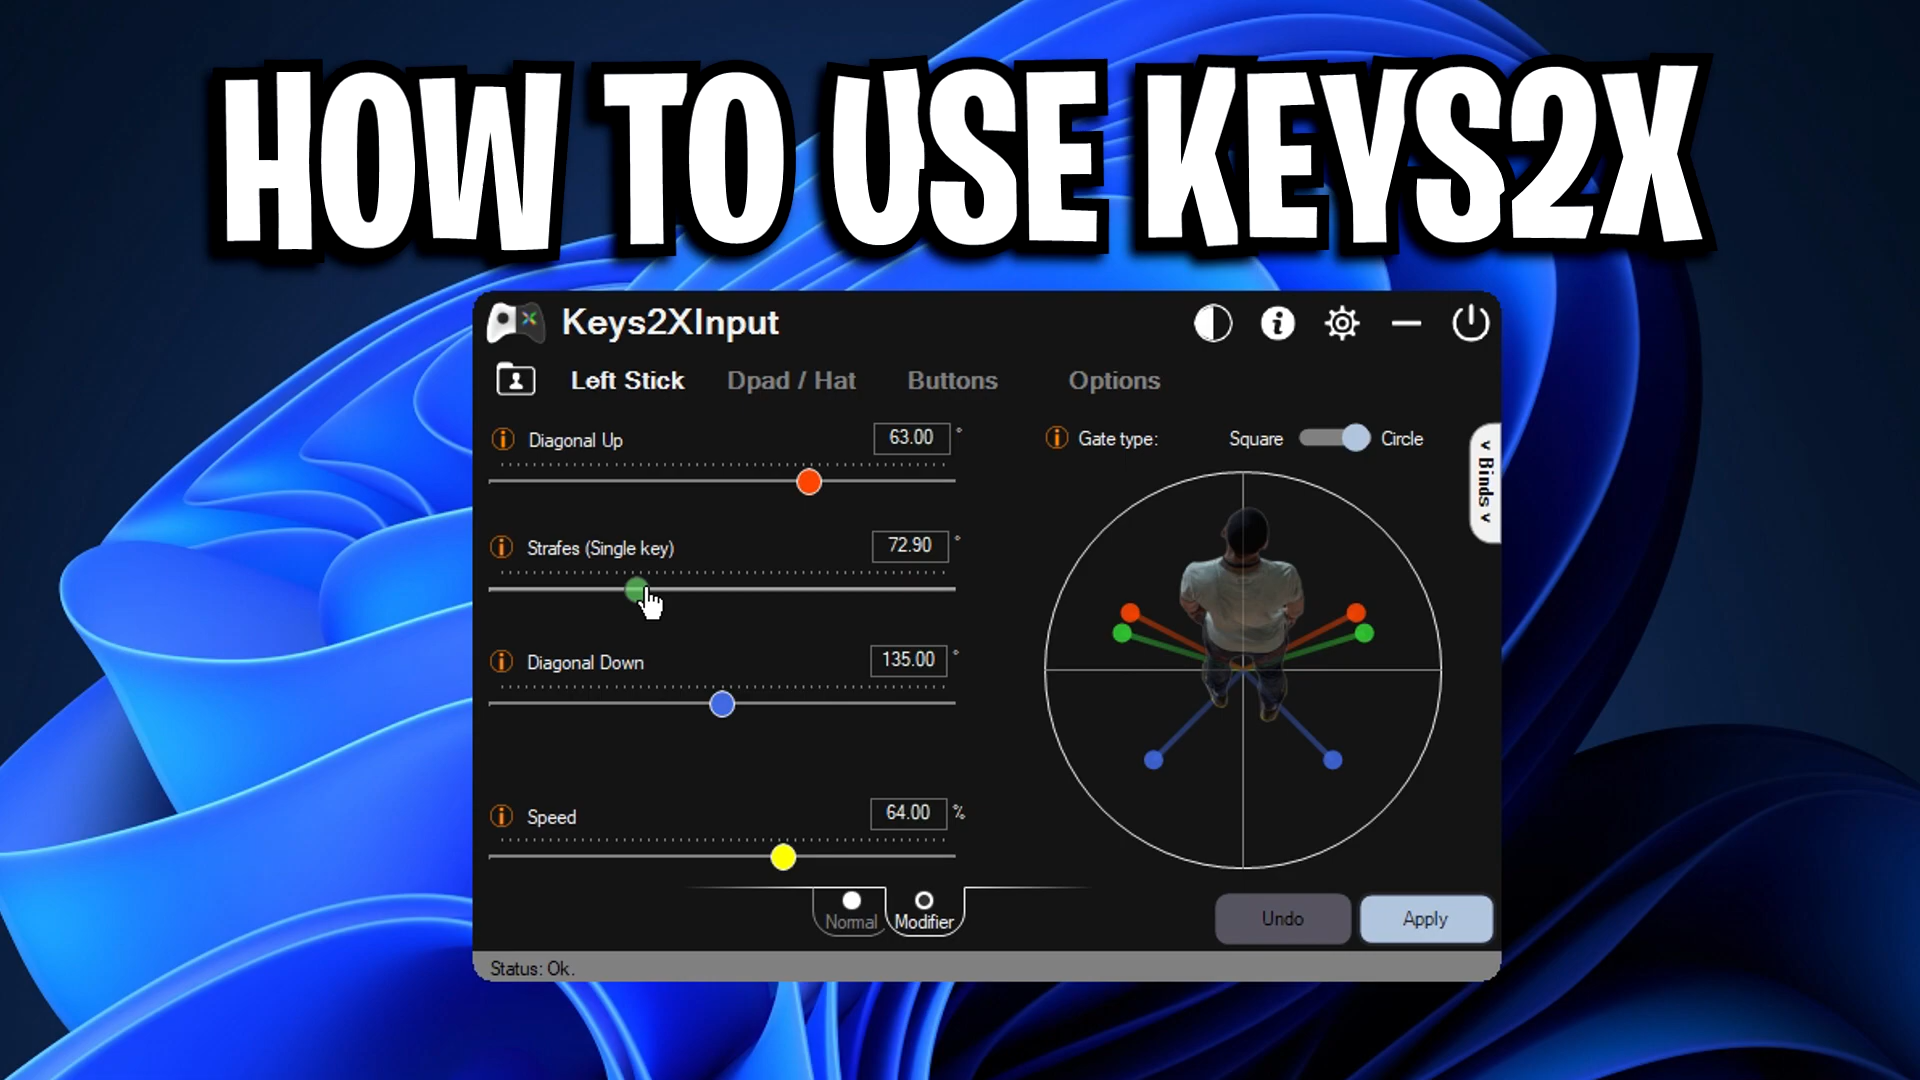 HOW TO USE KEYS2X
Keys2XInput
Left Stick Dpad / Hat Buttons Options
Diagonal Up 63.00 °
Gate type: Square Circle
< Binds <
Strafes (Single key) 72.90 °
Diagonal Down 135.00 °
Speed 64.00 %
Normal Modifier
Undo Apply
Status: Ok.